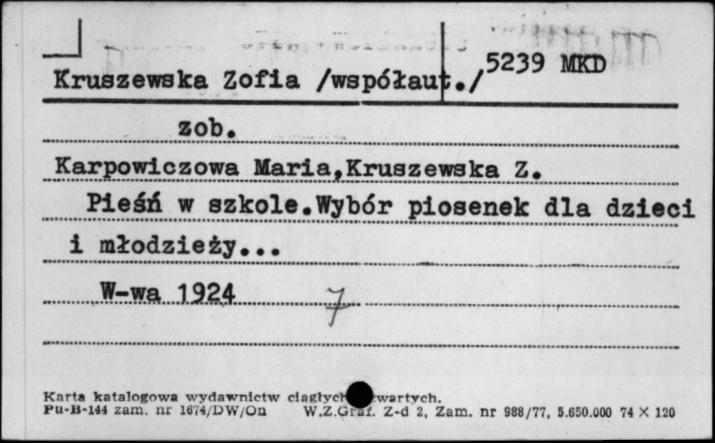 5239 MKD
Kruszewska Zofia /współaut./
zob.
Karpowiczowa Maria,Kruszewska Z.
Pieśń w szkole.Wybór piosenek dla dzieci
i młodzieży...
W-wa 1924
7
Karta katalogowa wydawnictw ciągłych zwartych.
Pu-B-144 zam. nr 1674/DW/On W.Z.Graf. Z-d 2, Zam. nr 988/77, 5.650.000 74 X 120